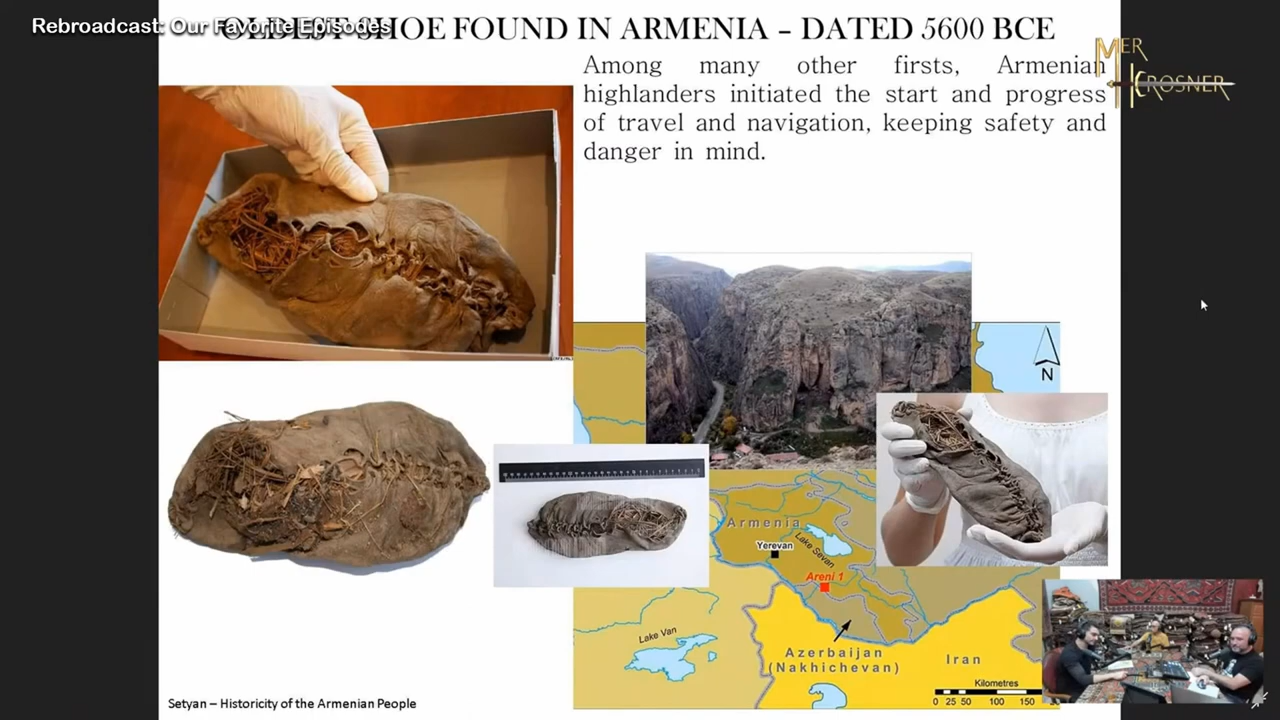 Rebroadcast: Our Favorite Episodes
OLDEST SHOE FOUND IN ARMENIA – DATED 5600 BCE
Among many other firsts, Armenian
highlanders initiated the start and progress
of travel and navigation, keeping safety and
danger in mind.
MER
HEROSNER
N
Armenia
Yerevan
Lake Sevan
Areni 1
Lake Van
Azerbaijan
(Nakhichevan)
Iran
Kilometres
0 25 50 100 150
Setyan – Historicity of the Armenian People